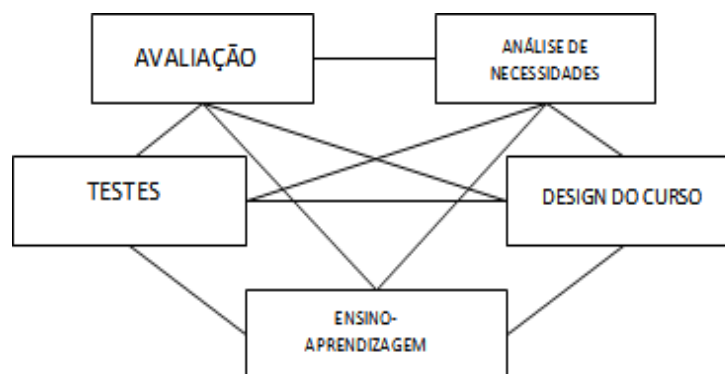 AVALIAÇÃO
ANÁLISE DE
NECESSIDADES
TESTES
DESIGN DO CURSO
ENSINO-
APRENDIZAGEM